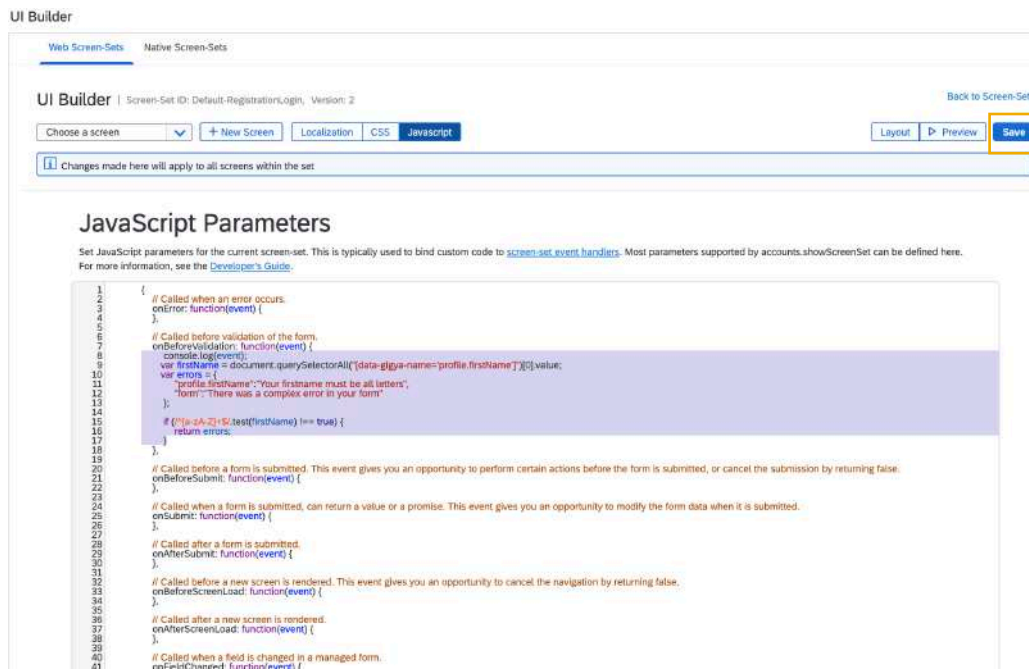 UI Builder
Web Screen-Sets Native Screen-Sets
UI Builder | Screen-Set ID: Default-RegistrationLogin, Version: 2
Back to Screen-Set
Choose a screen + New Screen Localization CSS Javascript Layout Preview Save
Changes made here will apply to all screens within the set
JavaScript Parameters
Set JavaScript parameters for the current screen-set. This is typically used to bind custom code to screen-set event handlers. Most parameters supported by accounts.showScreenSet can be defined here.
For more information, see the Developer's Guide.
1 {
2 // Called when an error occurs.
3 onError: function(event) {
4 },
5
6 // Called before validation of the form.
7 onBeforeValidation: function(event) {
8 console.log(event);
9 var firstName = document.querySelectorAll("[data-gigya-name='profile.firstName']")[0].value;
10 var errors = {
11 "profile.firstName":"Your firstname must be all letters",
12 "form":"There was a complex error in your form"
13 };
14
15 if (/^[a-zA-Z]+$/.test(firstName) !== true) {
16 return errors;
17 }
18 },
19
20 // Called before a form is submitted. This event gives you an opportunity to perform certain actions before the form is submitted, or cancel the submission by returning false.
21 onBeforeSubmit: function(event) {
22 },
23
24 // Called when a form is submitted, can return a value or a promise. This event gives you an opportunity to modify the form data when it is submitted.
25 onSubmit: function(event) {
26 },
27
28 // Called after a form is submitted.
29 onAfterSubmit: function(event) {
30 },
31
32 // Called before a new screen is rendered. This event gives you an opportunity to cancel the navigation by returning false.
33 onBeforeScreenLoad: function(event) {
34 },
35
36 // Called after a new screen is rendered.
37 onAfterScreenLoad: function(event) {
38 },
39
40 // Called when a field is changed in a managed form.
41 onFieldChanged: function(event) {